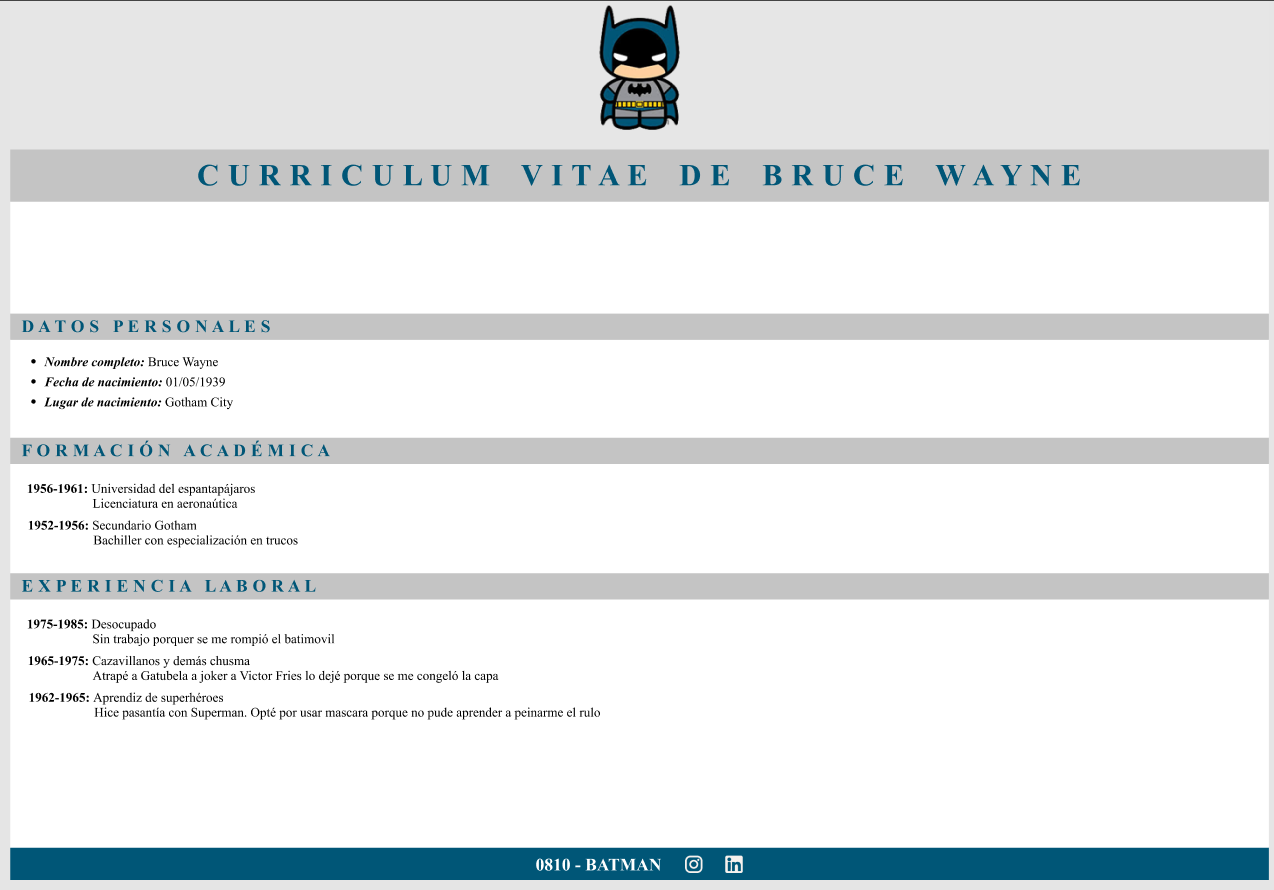 CURRICULUM VITAE DE BRUCE WAYNE
DATOS PERSONALES
• Nombre completo: Bruce Wayne
• Fecha de nacimiento: 01/05/1939
• Lugar de nacimiento: Gotham City
FORMACIÓN ACADÉMICA
1956-1961: Universidad del espantapájaros
Licenciatura en aeronaútica
1952-1956: Secundario Gotham
Bachiller con especialización en trucos
EXPERIENCIA LABORAL
1975-1985: Desocupado
Sin trabajo porquer se me rompió el batimovil
1965-1975: Cazavillanos y demás chusma
Atrapé a Gatubela a joker a Victor Fries lo dejé porque se me congeló la capa
1962-1965: Aprendiz de superhéroes
Hice pasantía con Superman. Opté por usar mascara porque no pude aprender a peinarme el rulo
0810 - BATMAN